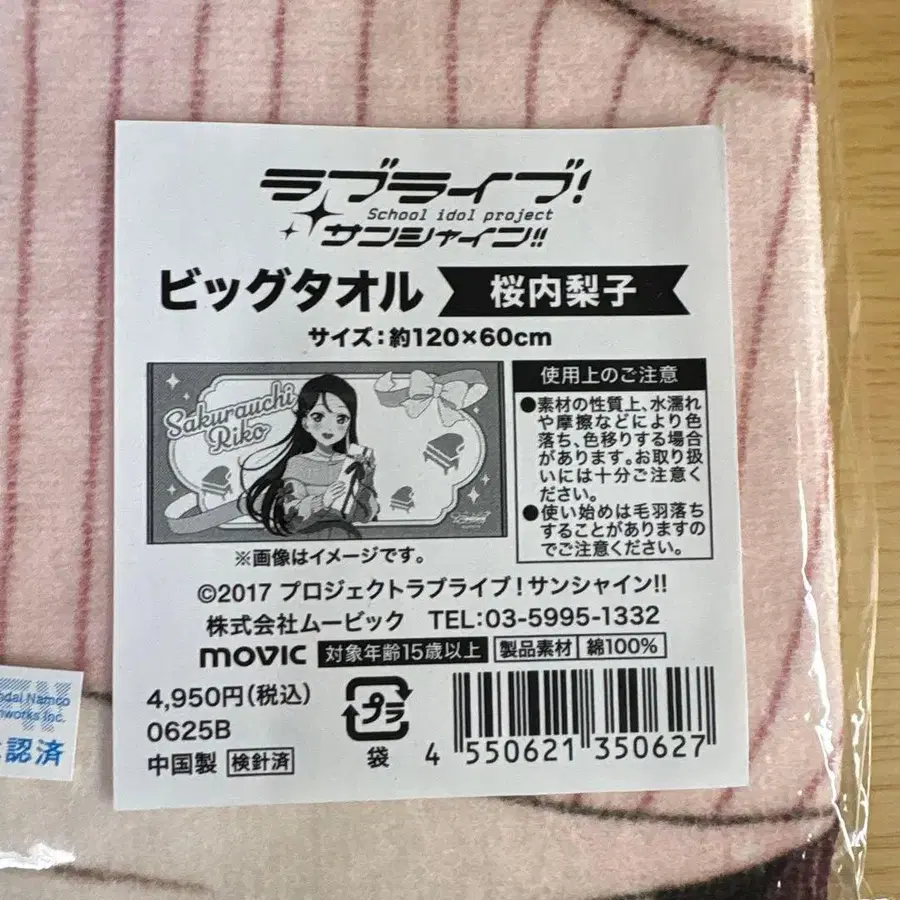 ラブライブ!
School idol project
サンシャイン!!
ビッグタオル 桜内梨子
サイズ:約120×60cm
Sakurauchi
Riko
※画像はイメージです。
使用上のご注意
●素材の性質上、水濡れ
や摩擦などにより色
落ち、色移りする場合
があります。お取り扱
いには十分ご注意く
ださい。
●使い始めは毛羽落ち
することがありますの
でご注意ください。
©2017 プロジェクトラブライブ!サンシャイン!!
株式会社ムービック TEL:03-5995-1332
movic 対象年齢15歳以上 製品素材 綿100%
4,950円(税込)
0625B
中国製 検針済
プラ
袋
4 550621 350627
Namco
Inc.
認済